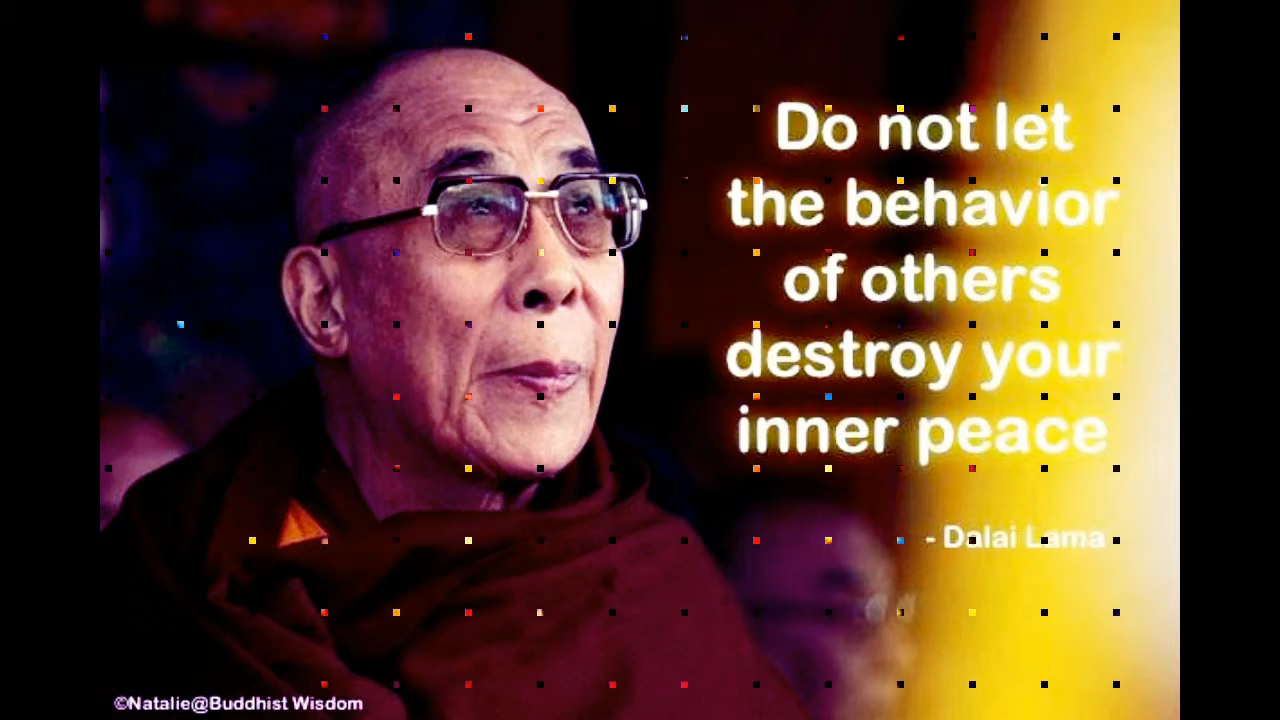 Do not let
the behavior
of others
destroy your
inner peace
- Dalai Lama
©Natalie@Buddhist Wisdom